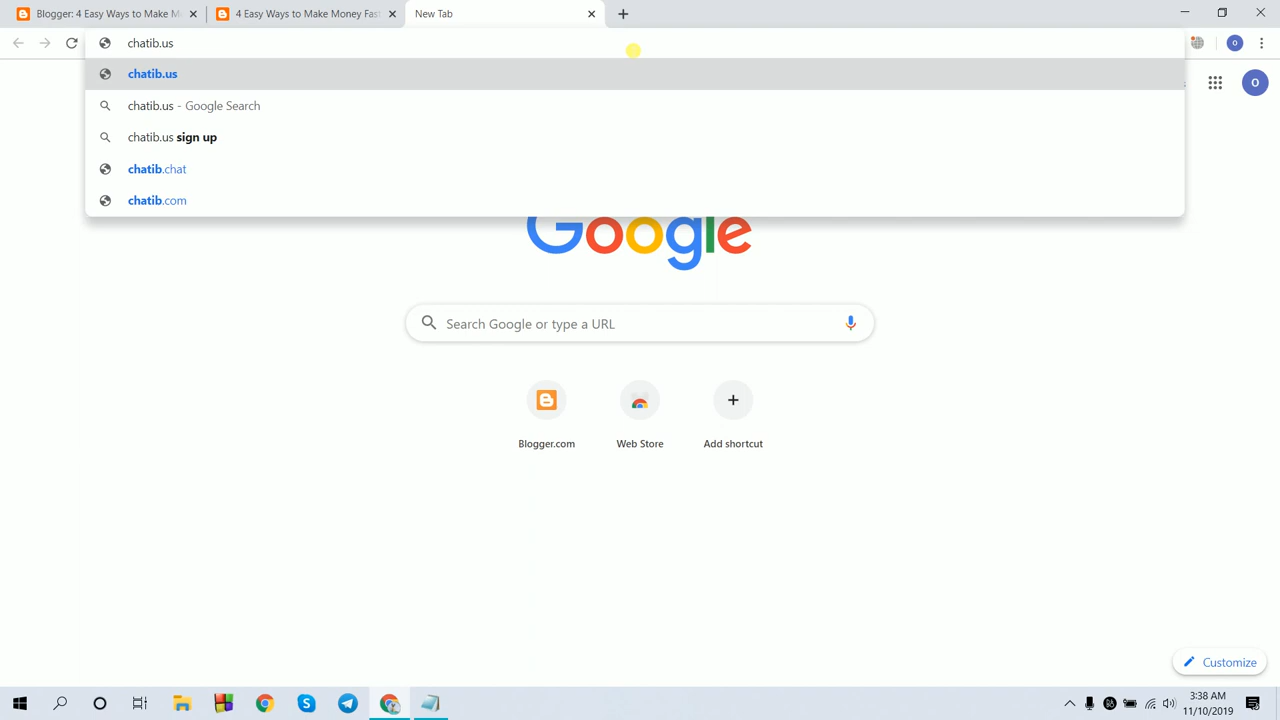 Blogger: 4 Easy Ways to Make M
4 Easy Ways to Make Money Fas
New Tab
chatib.us
chatib.us
chatib.us - Google Search
chatib.us sign up
chatib.chat
chatib.com
Google
Search Google or type a URL
Blogger.com
Web Store
Add shortcut
Customize
3:38 AM
11/10/2019